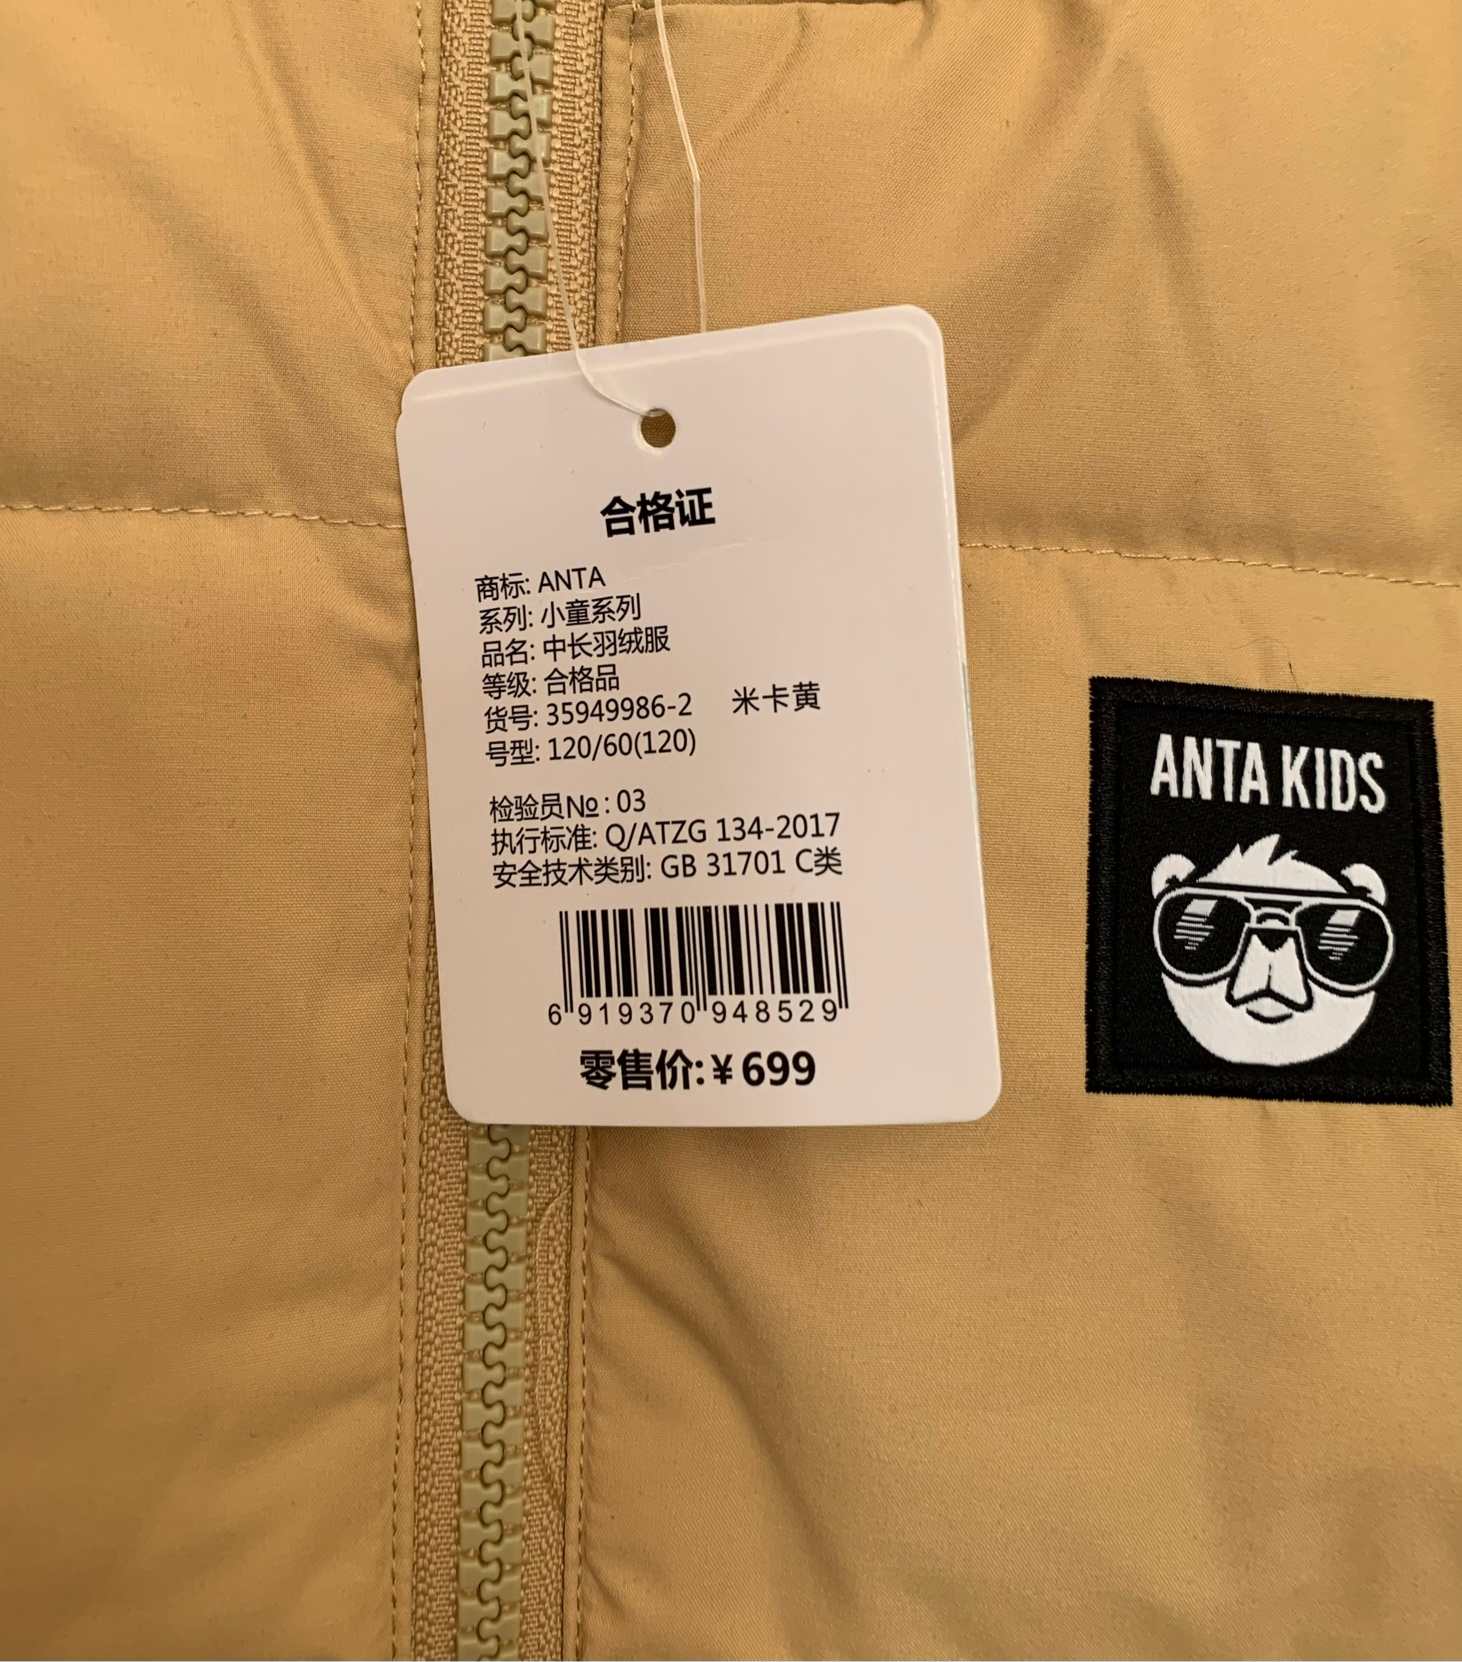 合格证
商标: ANTA
系列: 小童系列
品名: 中长羽绒服
等级: 合格品
货号: 35949986-2 米卡黄
号型: 120/60(120)
检验员№: 03
执行标准: Q/ATZG 134-2017
安全技术类别: GB 31701 C类
6 919370 948529
零售价:¥699
ANTA KIDS